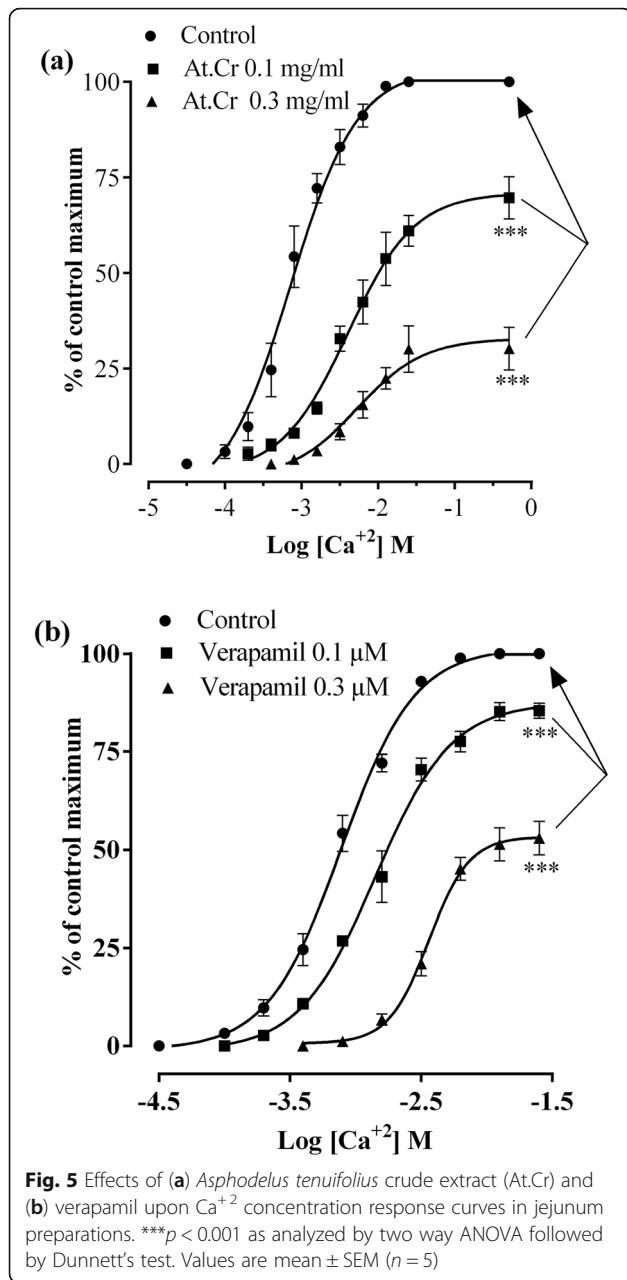 (a)
Control
At.Cr 0.1 mg/ml
At.Cr 0.3 mg/ml
100
75
50
25
0
% of control maximum
***
***
-5 -4 -3 -2 -1 0
Log [Ca+2] M
(b)
Control
Verapamil 0.1 µM
Verapamil 0.3 µM
100
75
50
25
0
% of control maximum
***
***
-4.5 -3.5 -2.5 -1.5
Log [Ca+2] M
Fig. 5 Effects of (a) Asphodelus tenuifolius crude extract (At.Cr) and
(b) verapamil upon Ca+2 concentration response curves in jejunum
preparations. ***p < 0.001 as analyzed by two way ANOVA followed
by Dunnett's test. Values are mean ± SEM (n = 5)